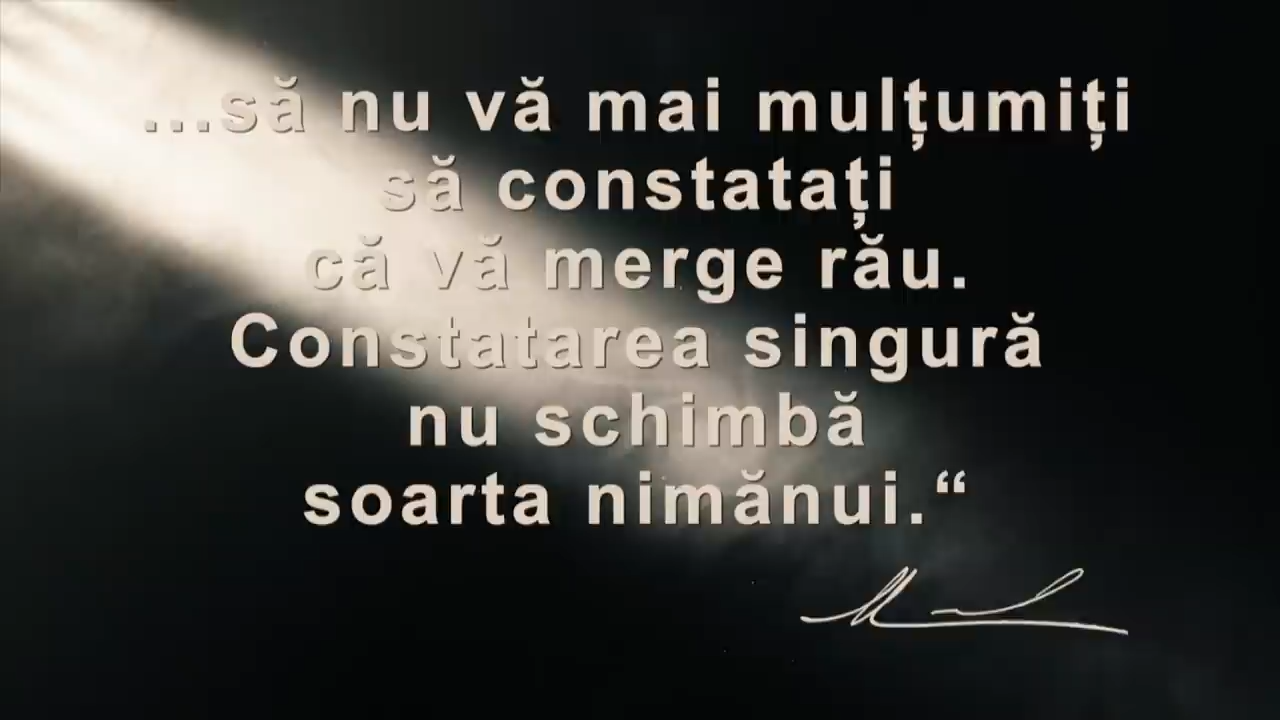 ...să nu vă mai mulțumiți
să constatați
că vă merge rău.
Constatarea singură
nu schimbă
soarta nimănui.“